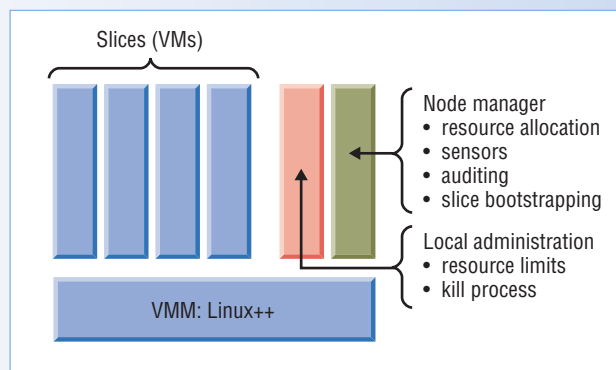 Slices (VMs)
Node manager
• resource allocation
• sensors
• auditing
• slice bootstrapping
Local administration
• resource limits
• kill process
VMM: Linux++